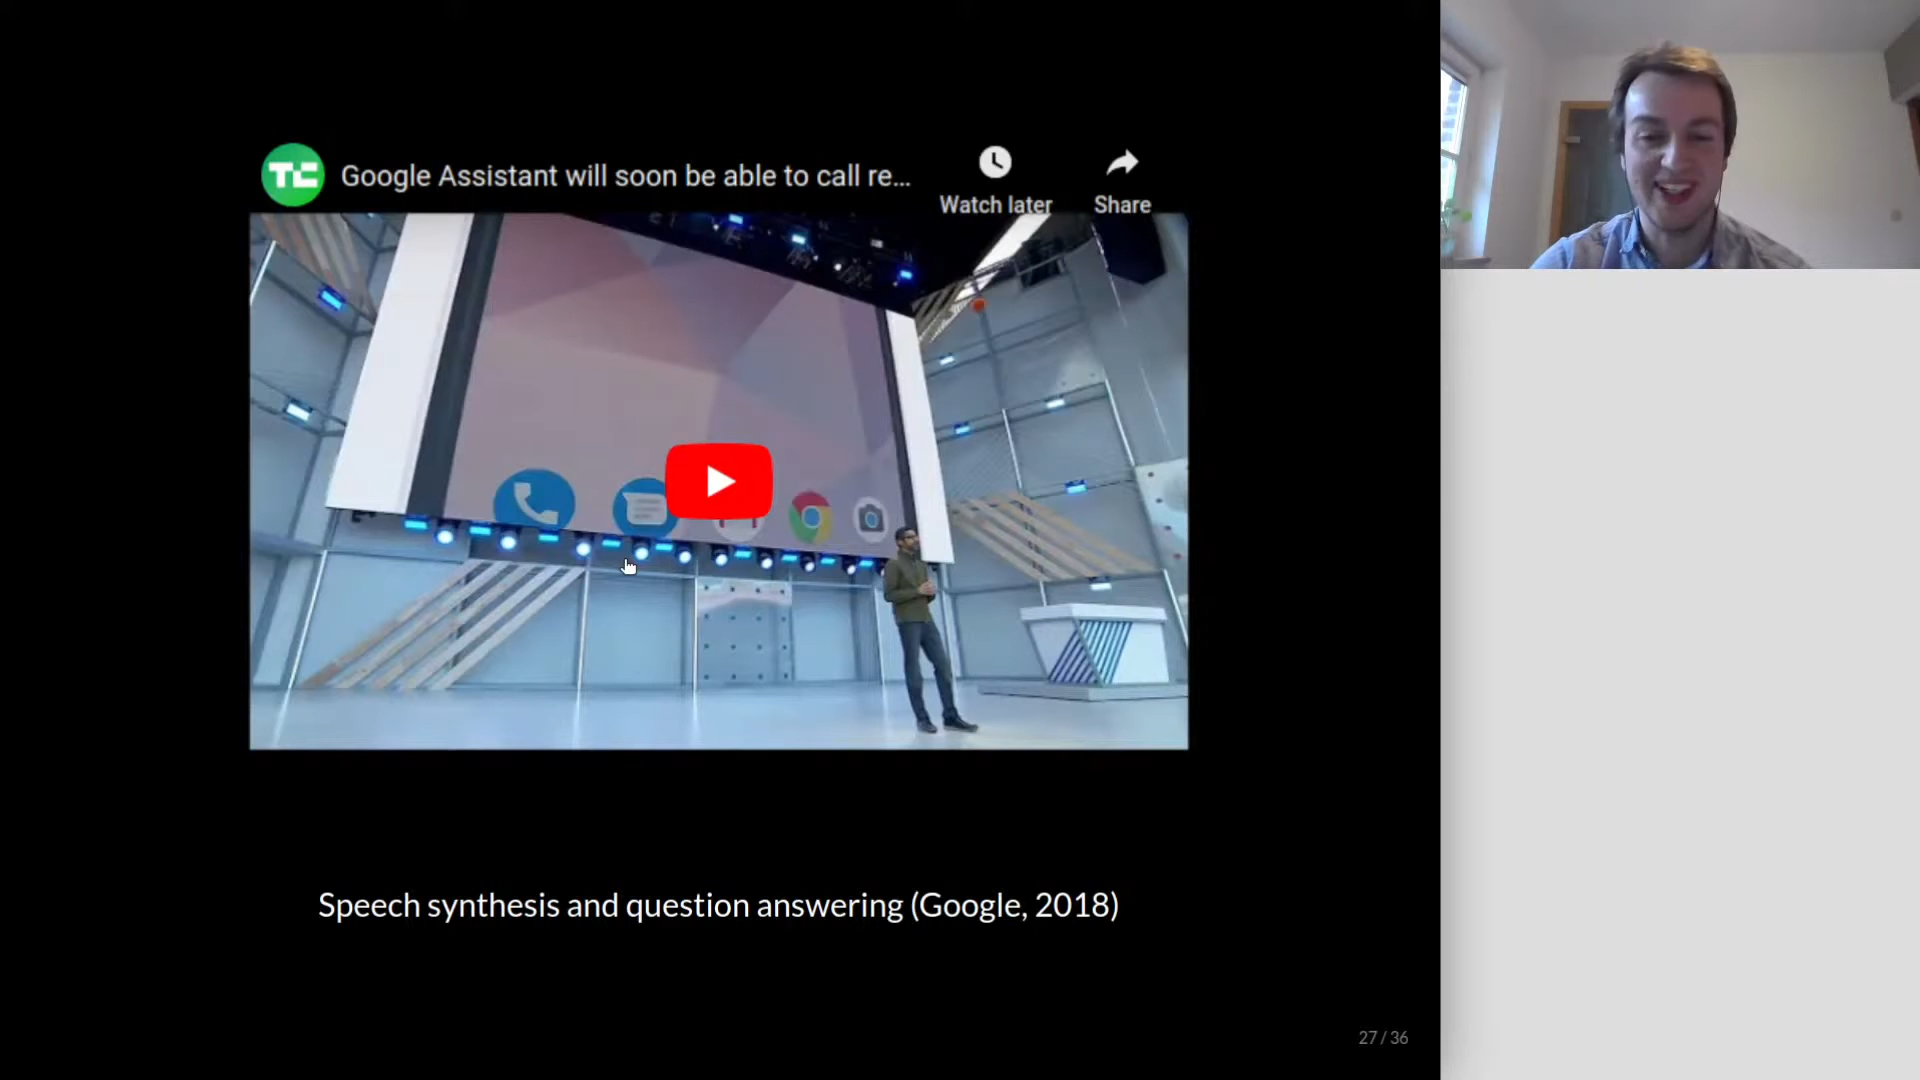 TC Google Assistant will soon be able to call re...
Watch later
Share
Speech synthesis and question answering (Google, 2018)
27 / 36